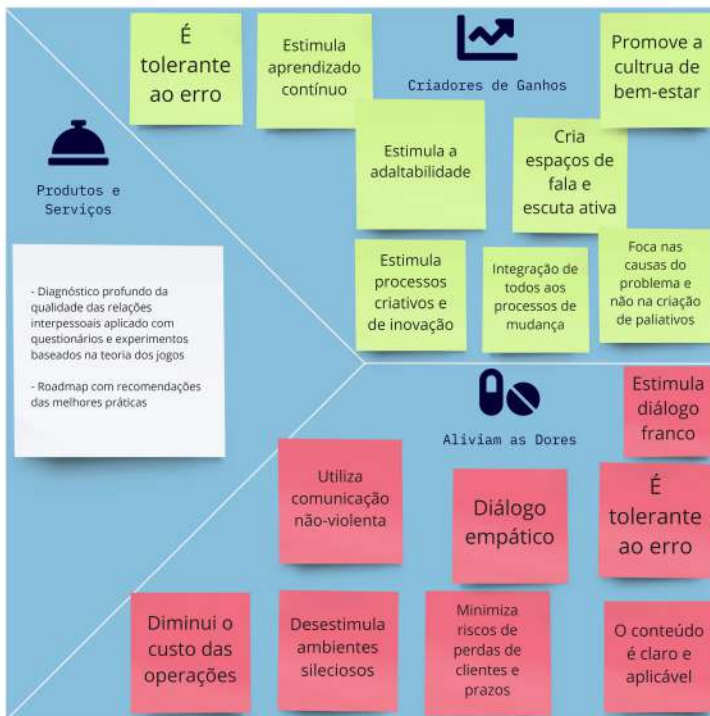 É
tolerante
ao erro
Estimula
aprendizado
contínuo
Criadores de Ganhos
Promove a
cultrua de
bem-estar
Estimula a
adaltabilidade
Cria
espaços de
fala e
escuta ativa
Estimula
processos
criativos e
de inovação
Integração de
todos aos
processos de
mudança
Foca nas
causas do
problema e
não na criação
de paliativos
Produtos e
Serviços
- Diagnóstico profundo da
qualidade das relações
interpessoais aplicado com
questionários e experimentos
baseados na teoria dos jogos
- Roadmap com recomendações
das melhores práticas
Aliviam as Dores
Estimula
diálogo
franco
Utiliza
comunicação
não-violenta
Diálogo
empático
É
tolerante
ao erro
Diminui o
custo das
operações
Desestimula
ambientes
sileciosos
Minimiza
riscos de
perdas de
clientes e
prazos
O conteúdo
é claro e
aplicável